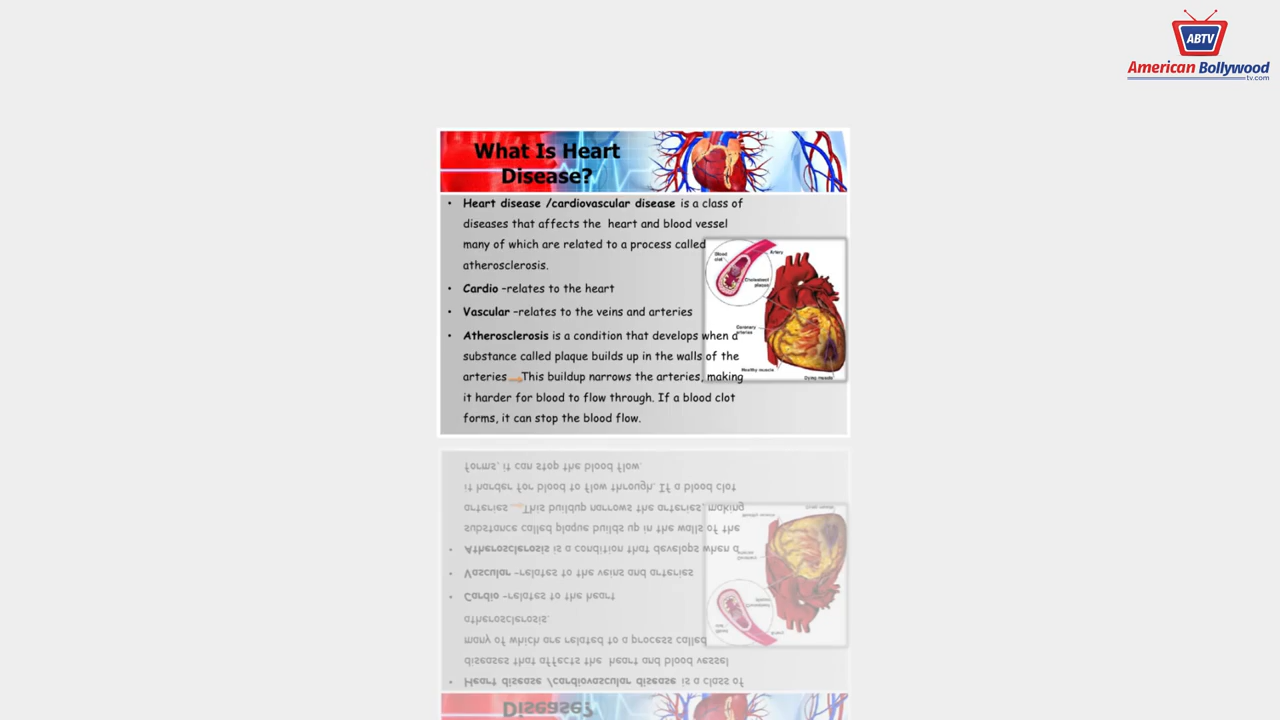 ABTV
American Bollywood
tv.com
What Is Heart
Disease?
• Heart disease /cardiovascular disease is a class of
diseases that affects the heart and blood vessel
many of which are related to a process called
atherosclerosis.
• Cardio –relates to the heart
• Vascular –relates to the veins and arteries
• Atherosclerosis is a condition that develops when a
substance called plaque builds up in the walls of the
arteries This buildup narrows the arteries, making
it harder for blood to flow through. If a blood clot
forms, it can stop the blood flow.
Blood
clot
Artery
Cholesterol
plaque
Coronary
arteries
Healthy muscle
Dying muscle